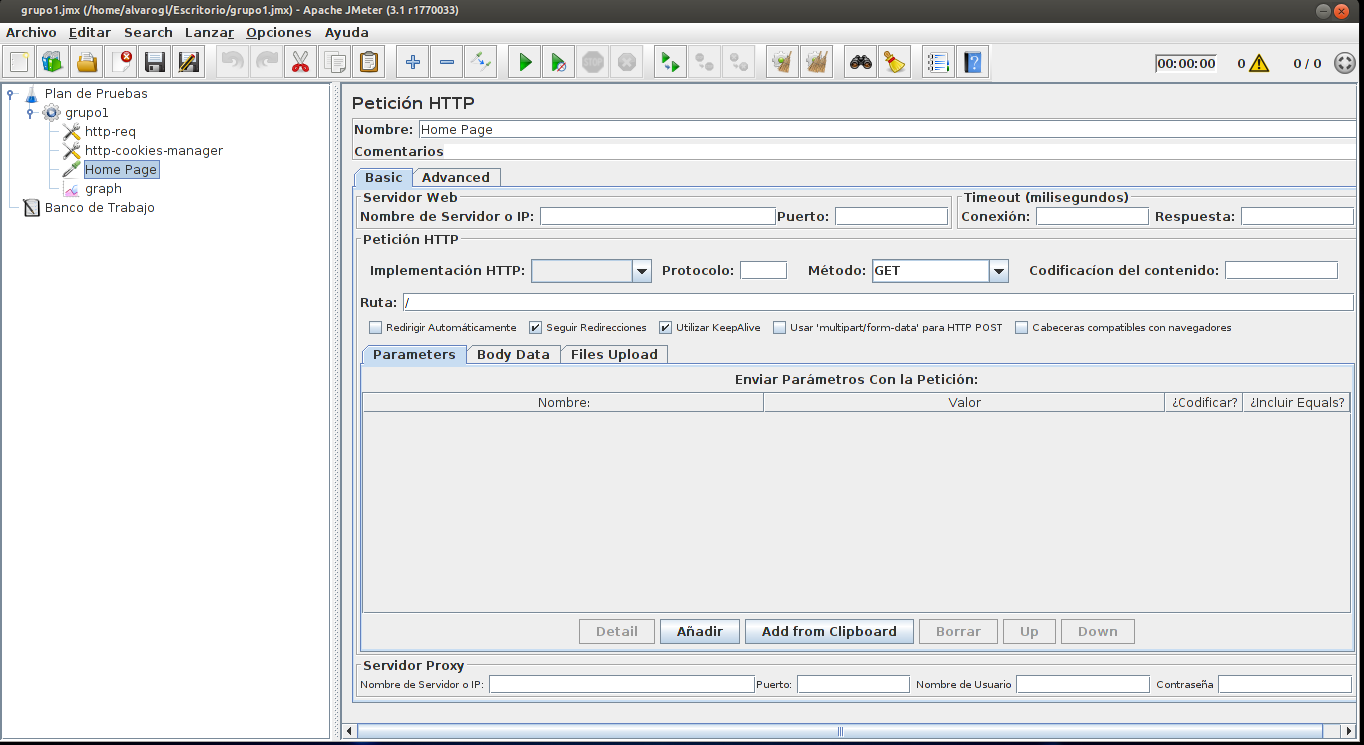 grupo1.jmx (/home/alvarogl/Escritorio/grupo1.jmx) - Apache JMeter (3.1 r1770033)
Archivo Editar Search Lanzar Opciones Ayuda
STOP 00:00:00 0 0 / 0
Plan de Pruebas
grupo1
http-req
http-cookies-manager
Home Page
graph
Banco de Trabajo
Petición HTTP
Nombre: Home Page
Comentarios
Basic Advanced
Servidor Web Timeout (milisegundos)
Nombre de Servidor o IP: Puerto: Conexión: Respuesta:
Petición HTTP
Implementación HTTP: Protocolo: Método: GET Codificacíon del contenido:
Ruta: /
Redirigir Automáticamente Seguir Redirecciones Utilizar KeepAlive Usar 'multipart/form-data' para HTTP POST Cabeceras compatibles con navegadores
Parameters Body Data Files Upload
Enviar Parámetros Con la Petición:
Nombre: Valor ¿Codificar? ¿Incluir Equals?
Detail Añadir Add from Clipboard Borrar Up Down
Servidor Proxy
Nombre de Servidor o IP: Puerto: Nombre de Usuario Contraseña